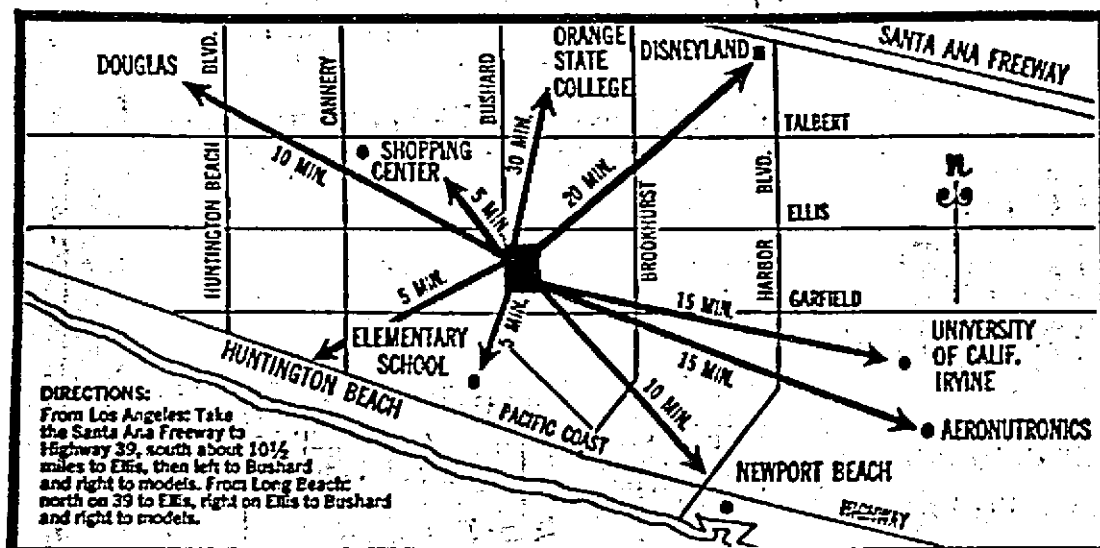 DOUGLAS
BLVD.
HUNTINGTON BEACH
CANNERY
BUSHARD
ORANGE
STATE
COLLEGE
DISNEYLAND
SANTA ANA FREEWAY
TALBERT
10 MIN.
SHOPPING
CENTER
5 MIN.
30 MIN.
20 MIN.
BROOKHURST
BLVD.
HARBOR
N
ELLIS
5 MIN.
5 MIN.
15 MIN.
GARFIELD
ELEMENTARY
SCHOOL
HUNTINGTON BEACH
UNIVERSITY
OF CALIF.
IRVINE
15 MIN.
10 MIN.
PACIFIC COAST
AERONUTRONICS
NEWPORT BEACH
HIGHWAY
DIRECTIONS:
From Los Angeles: Take
the Santa Ana Freeway to
Highway 39, south about 10½
miles to Ellis, then left to Bushard
and right to models. From Long Beach:
north on 39 to Ellis, right on Ellis to Bushard
and right to models.